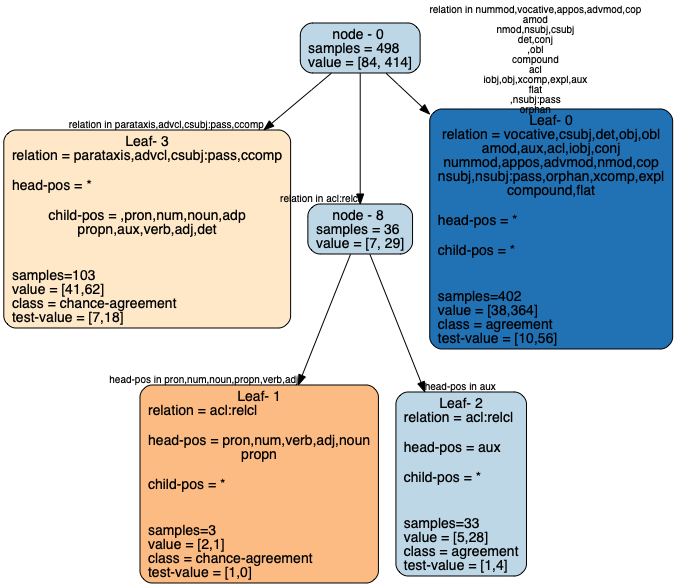 relation in nummod,vocative,appos,advmod,cop
amod
nmod,nsubj,csubj
det,conj
,obl
compound
acl
iobj,obj,xcomp,expl,aux
flat
,nsubj:pass
orphan
node - 0
samples = 498
value = [84, 414]
relation in parataxis,advcl,csubj:pass,ccomp
Leaf- 3
relation = parataxis,advcl,csubj:pass,ccomp
head-pos = *
child-pos = ,pron,num,noun,adp
propn,aux,verb,adj,det
samples=103
value = [41,62]
class = chance-agreement
test-value = [7,18]
relation in acl:relcl
node - 8
samples = 36
value = [7, 29]
Leaf- 0
relation = vocative,csubj,det,obj,obl
amod,aux,acl,iobj,conj
nummod,appos,advmod,nmod,cop
nsubj,nsubj:pass,orphan,xcomp,expl
compound,flat
head-pos = *
child-pos = *
samples=402
value = [38,364]
class = agreement
test-value = [10,56]
head-pos in pron,num,noun,propn,verb,adj
Leaf- 1
relation = acl:relcl
head-pos = pron,num,verb,adj,noun
propn
child-pos = *
samples=3
value = [2,1]
class = chance-agreement
test-value = [1,0]
head-pos in aux
Leaf- 2
relation = acl:relcl
head-pos = aux
child-pos = *
samples=33
value = [5,28]
class = agreement
test-value = [1,4]